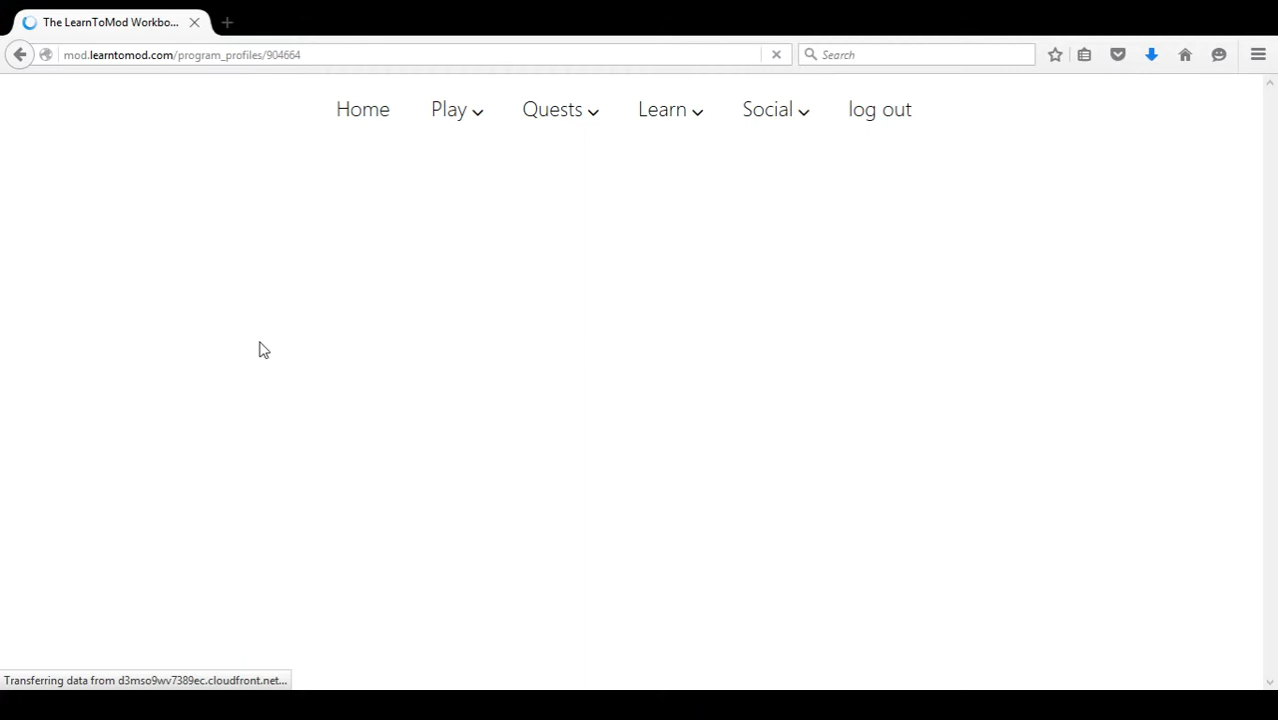 The LearnToMod Workbo...
mod.learntomod.com/program_profiles/904664
Search
Home Play Quests Learn Social log out
Transferring data from d3mso9wv7389ec.cloudfront.net...